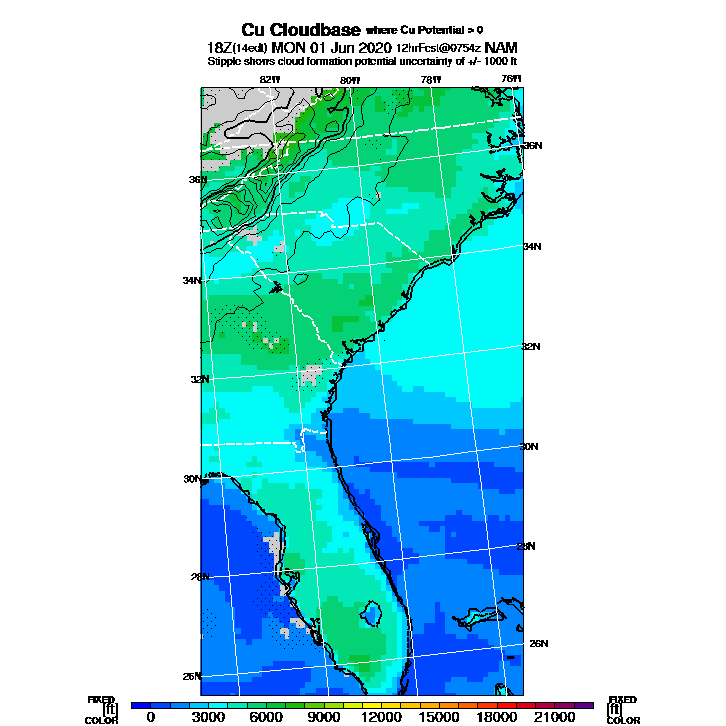 Cu Cloudbase where Cu Potential > 0
18Z(14edt) MON 01 Jun 2020 12hrFcst@0754z NAM
Stipple shows cloud formation potential uncertainty of +/- 1000 ft
82W 80W 78W 76W
36N 36N
34N 34N
32N 32N
30N 30N
28N 28N
26N 26N
FIXED FIXED
[ft] [ft]
COLOR COLOR
0 3000 6000 9000 12000 15000 18000 21000